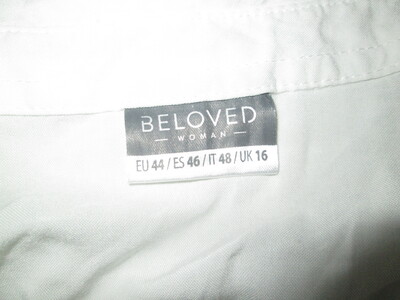 BELOVED
— WOMAN —
EU 44 / ES 46 / IT 48 / UK 16